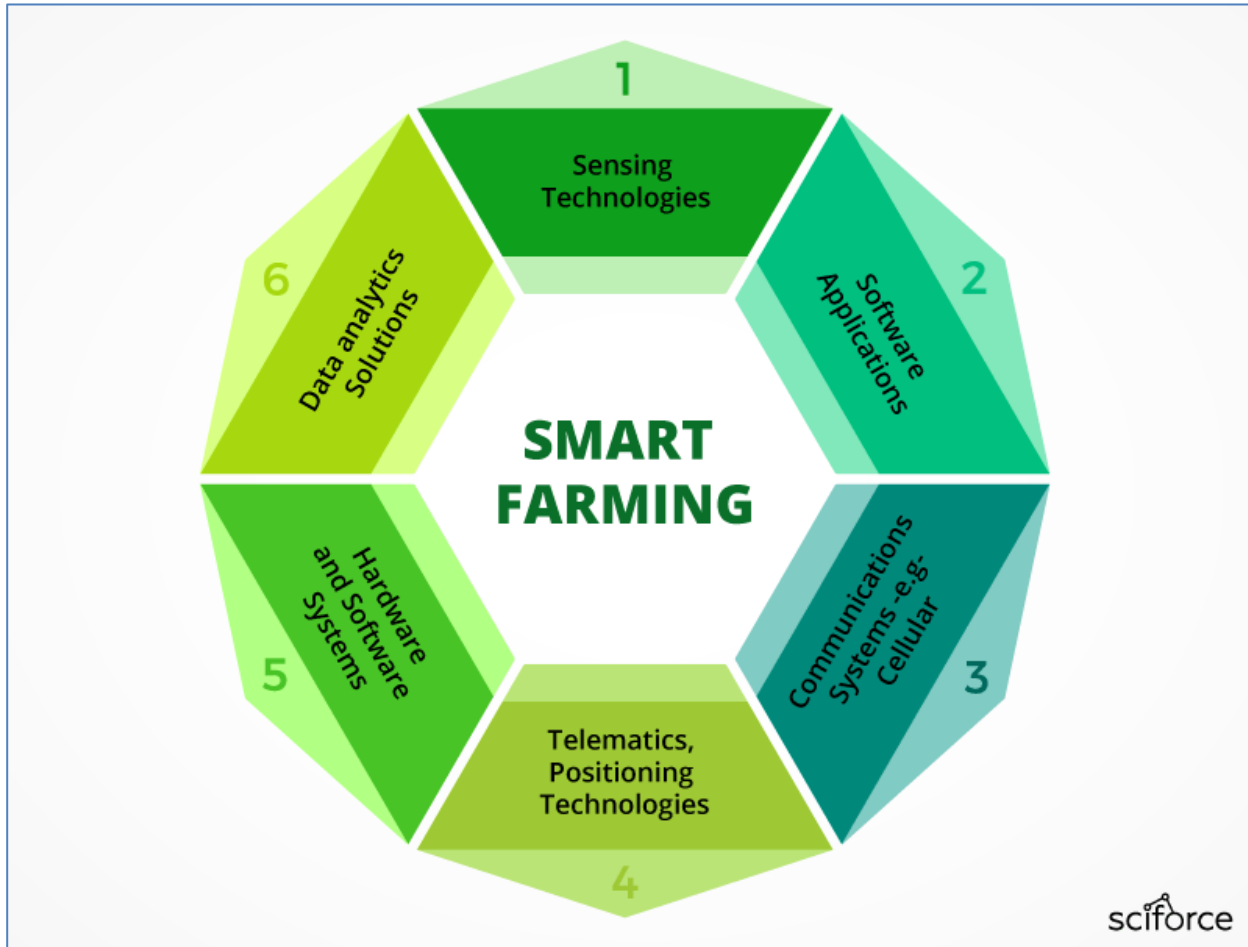 1
Sensing
Technologies
2
Software
Applications
3
Communications
Systems -e.g-
Cellular
4
Telematics,
Positioning
Technologies
5
Hardware
and Software
Systems
6
Data analytics
Solutions
SMART
FARMING
sciforce